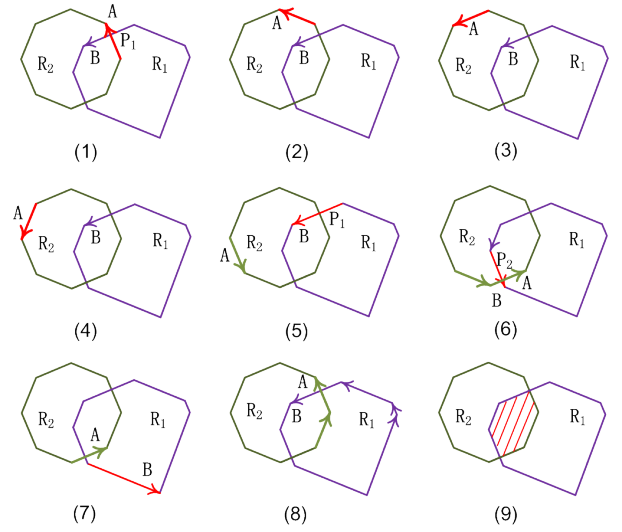 A
P₁
B
R₂
R₁
(1)
A
B
R₂
R₁
(2)
A
B
R₂
R₁
(3)
A
B
R₂
R₁
(4)
P₁
B
A
R₂
R₁
(5)
R₂
R₁
P₂
A
B
(6)
R₂
R₁
A
B
(7)
A
B
R₂
R₁
(8)
R₂
R₁
(9)